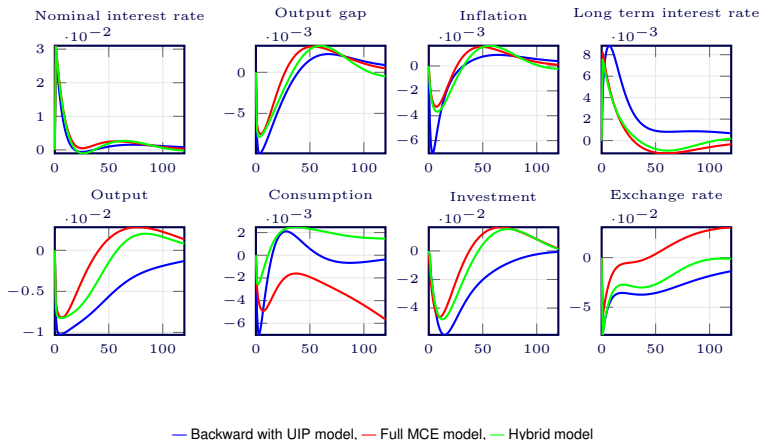 Nominal interest rate
Output gap
Inflation
Long term interest rate
·10⁻²
·10⁻³
·10⁻³
·10⁻³
3
2
1
0
0
−5
0
−2
−4
−6
8
6
4
2
0
0 50 100
0 50 100
0 50 100
0 50 100
Output
Consumption
Investment
Exchange rate
·10⁻²
·10⁻³
·10⁻²
·10⁻²
0
−0.5
−1
2
0
−2
−4
−6
0
−2
−4
0
−5
0 50 100
0 50 100
0 50 100
0 50 100
Backward with UIP model, Full MCE model, Hybrid model